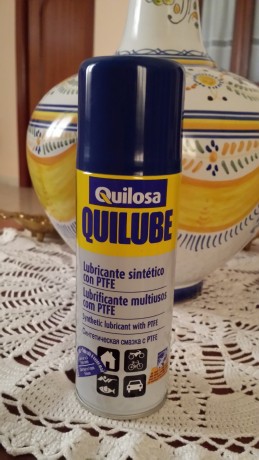 Quilosa
QUILUBE
Lubricante sintético
con PTFE
Lubrificante multiusos
com PTFE
Synthetic lubricant with PTFE
Синтетическая смазка с PTFE